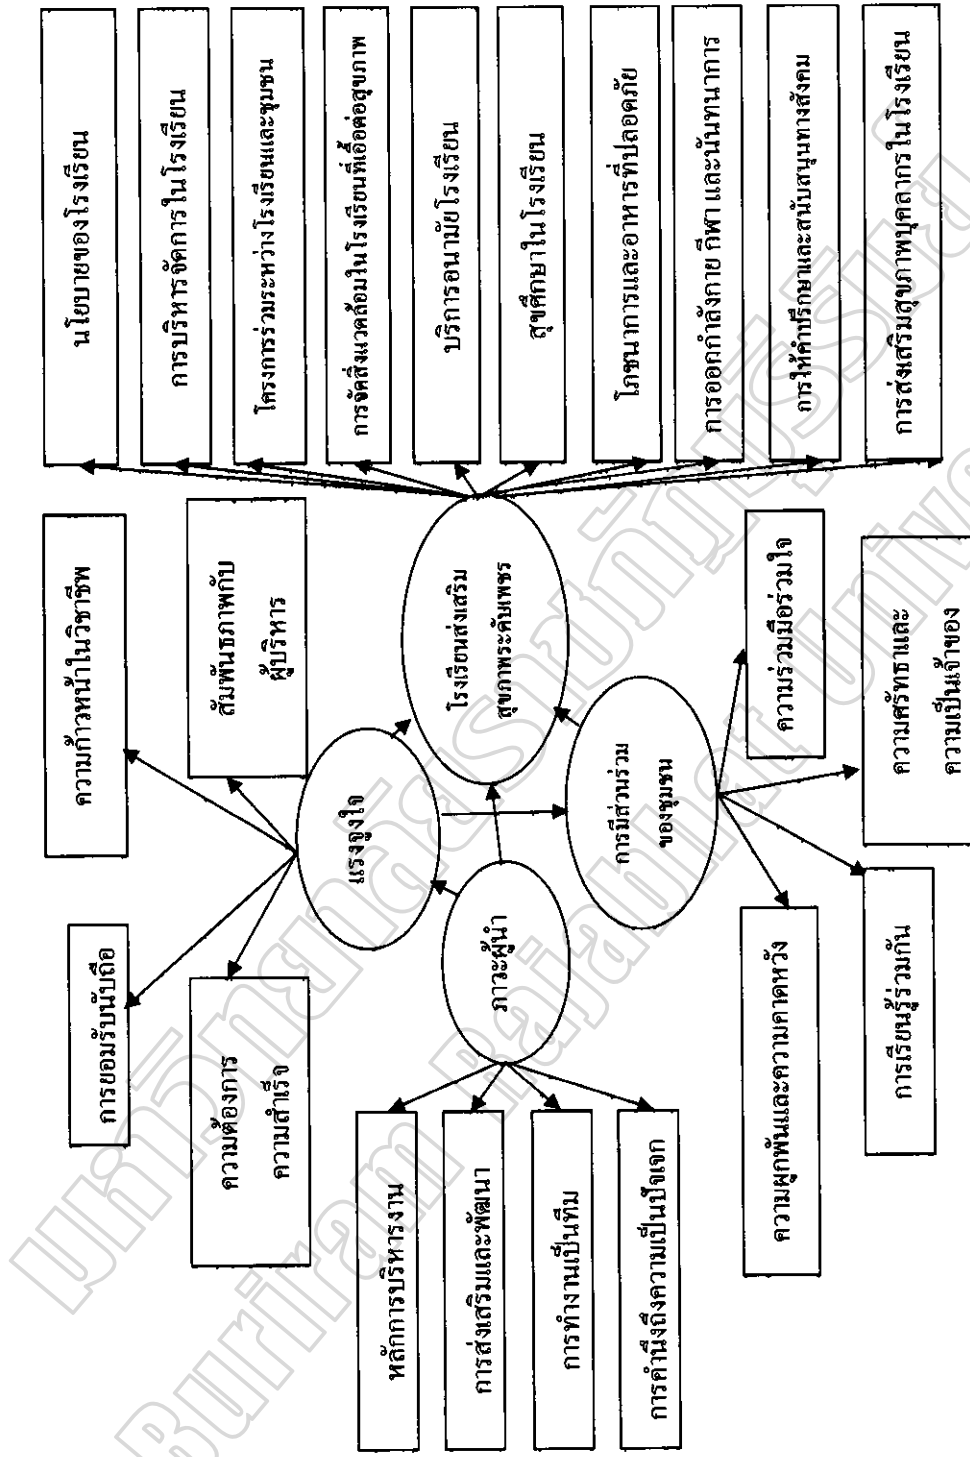 การยอมรับนับถือ
ความก้าวหน้าในวิชาชีพ
ความต้องการ
ความสำเร็จ
สัมพันธภาพกับ
ผู้บริหาร
แรงจูงใจ
หลักการบริหารงาน
การส่งเสริมและพัฒนา
การทำงานเป็นทีม
การคำนึงถึงความเป็นปัจเจก
ภาวะผู้นำ
โรงเรียนส่งเสริม
สุขภาพระดับเพชร
การมีส่วนร่วม
ของชุมชน
ความผูกพันและความคาดหวัง
การเรียนรู้ร่วมกัน
ความร่วมมือร่วมใจ
ความศรัทธาและ
ความเป็นเจ้าของ
นโยบายของโรงเรียน
การบริหารจัดการในโรงเรียน
โครงการร่วมระหว่างโรงเรียนและชุมชน
การจัดสิ่งแวดล้อมในโรงเรียนที่เอื้อต่อสุขภาพ
บริการอนามัยโรงเรียน
สุขศึกษาในโรงเรียน
โภชนาการและอาหารที่ปลอดภัย
การออกกำลังกาย กีฬา และนันทนาการ
การให้คำปรึกษาและสนับสนุนทางสังคม
การส่งเสริมสุขภาพบุคลากรในโรงเรียน
มหาวิทยาลัยราชภัฏบุรีรัมย์
Buriram Rajabhat